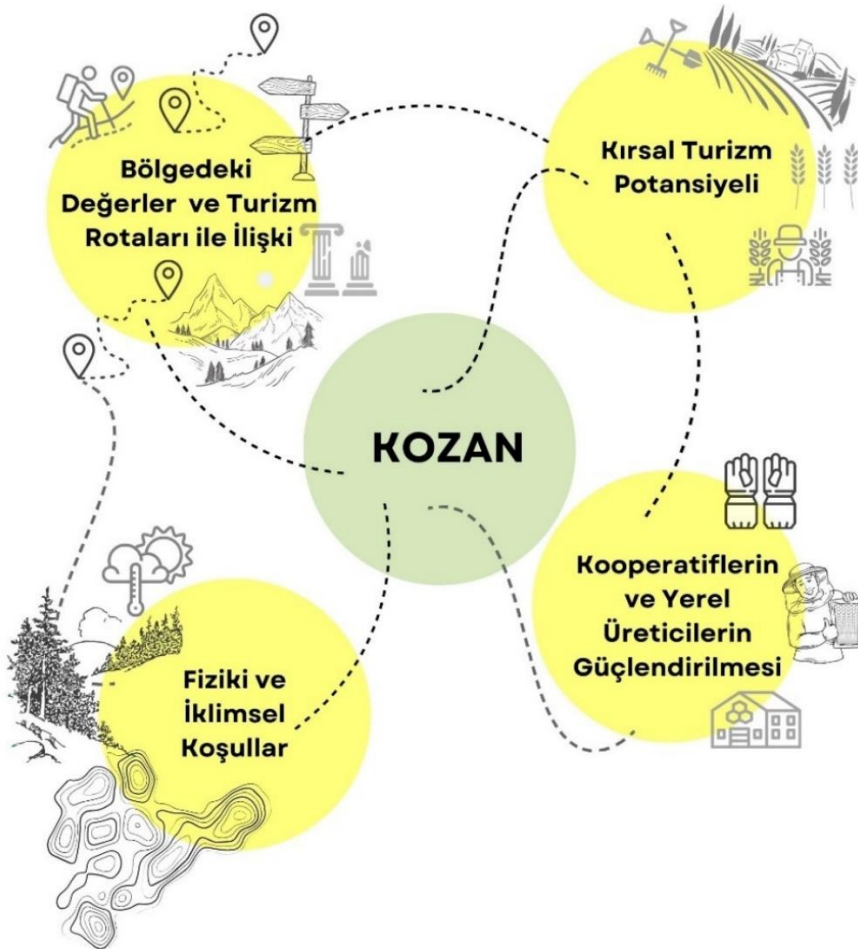 Bölgedeki
Değerler ve Turizm
Rotaları ile İlişki
Kırsal Turizm
Potansiyeli
KOZAN
Kooperatiflerin
ve Yerel
Üreticilerin
Güçlendirilmesi
Fiziki ve
İklimsel
Koşullar